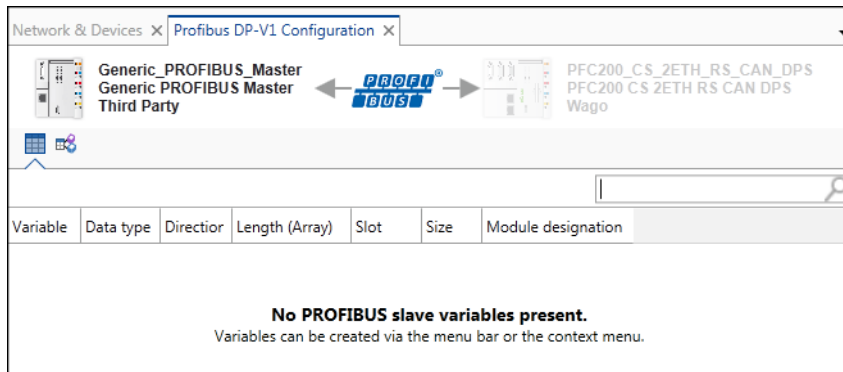 Network & Devices
Profibus DP-V1 Configuration
Generic_PROFIBUS_Master
Generic PROFIBUS Master
Third Party
PROFI
BUS
®
PFC200_CS_2ETH_RS_CAN_DPS
PFC200 CS 2ETH RS CAN DPS
Wago
Variable Data type Direction Length (Array) Slot Size Module designation
No PROFIBUS slave variables present.
Variables can be created via the menu bar or the context menu.